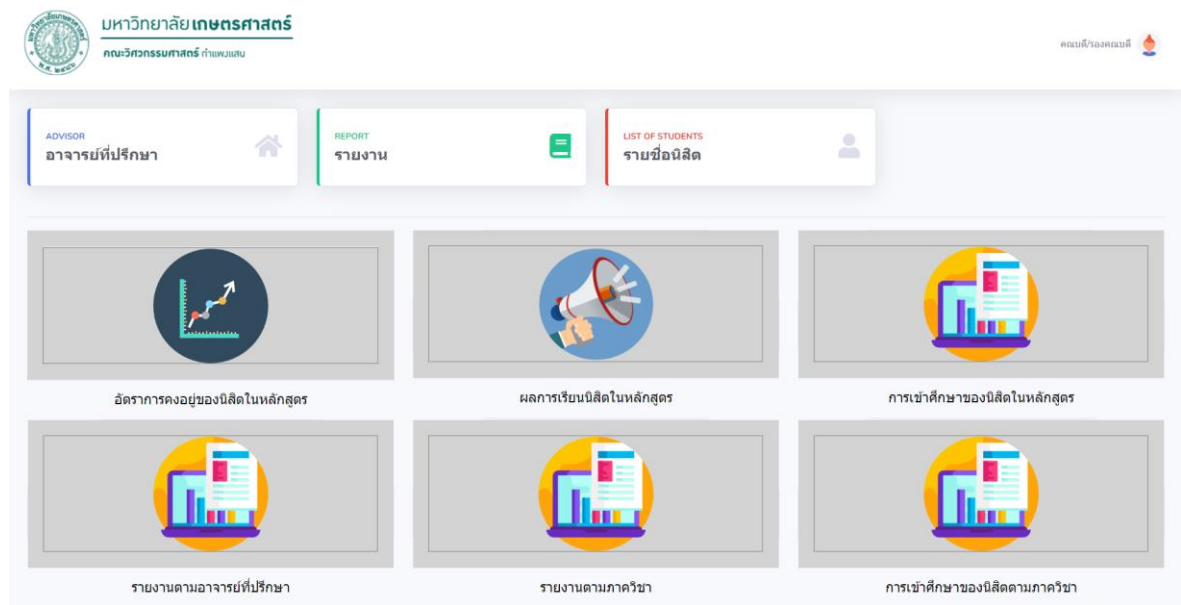 มหาวิทยาลัยเกษตรศาสตร์
คณะวิศวกรรมศาสตร์ กำแพงแสน
คณบดี/รองคณบดี
ADVISOR
อาจารย์ที่ปรึกษา
REPORT
รายงาน
LIST OF STUDENTS
รายชื่อนิสิต
อัตราการคงอยู่ของนิสิตในหลักสูตร
ผลการเรียนนิสิตในหลักสูตร
การเข้าศึกษาของนิสิตในหลักสูตร
รายงานตามอาจารย์ที่ปรึกษา
รายงานตามภาควิชา
การเข้าศึกษาของนิสิตตามภาควิชา